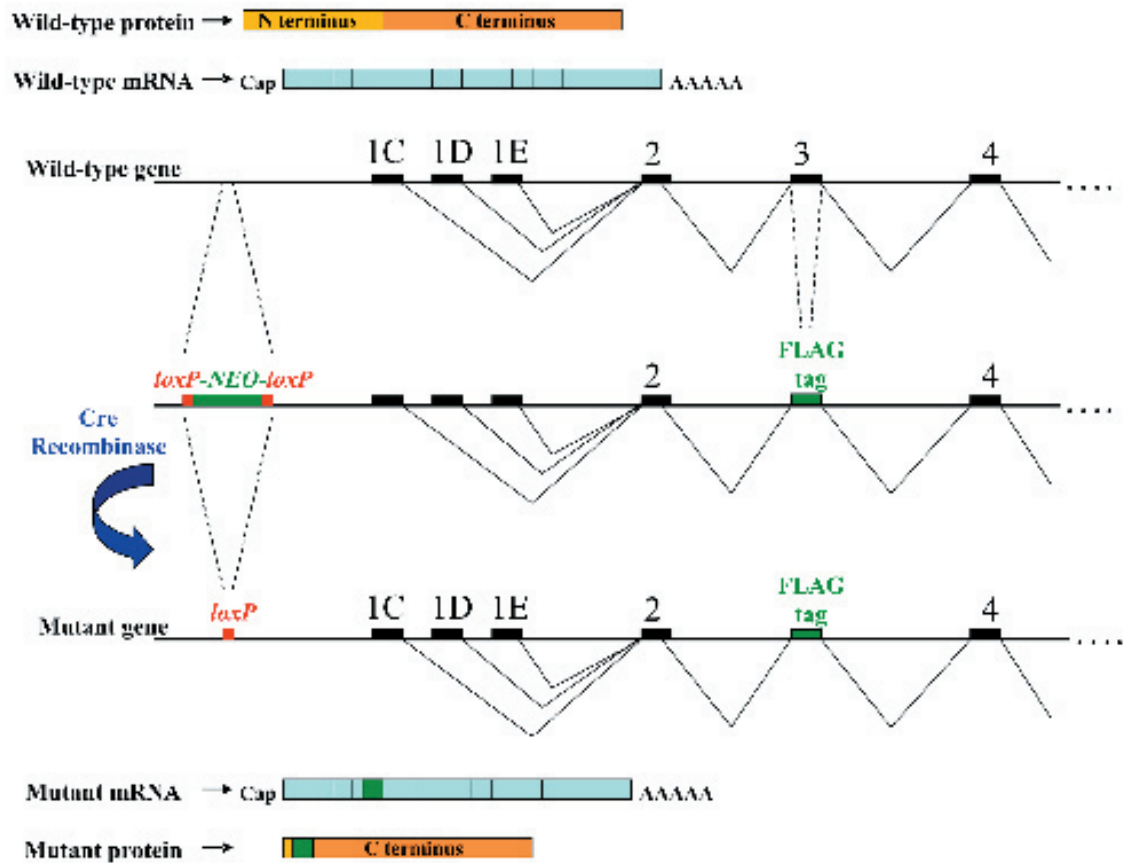 Wild-type protein → N terminus C terminus
Wild-type mRNA → Cap AAAAA
1C 1D 1E 2 3 4
Wild-type gene ....
FLAG
tag
loxP-NEO-loxP 2 4
....
Cre
Recombinase
FLAG
tag
loxP 1C 1D 1E 2 4
Mutant gene ....
Mutant mRNA → Cap AAAAA
Mutant protein → C terminus